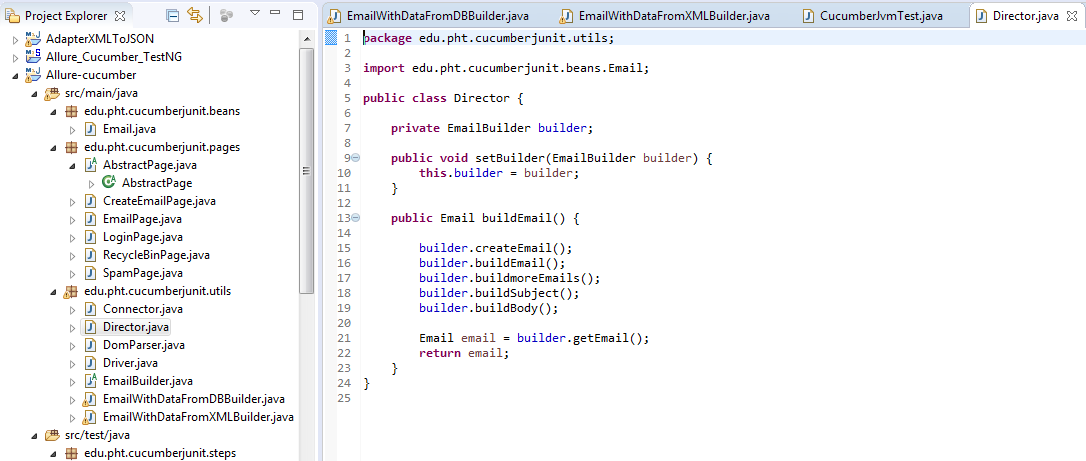 Project Explorer
AdapterXMLToJSON
Allure_Cucumber_TestNG
Allure-cucumber
src/main/java
edu.pht.cucumberjunit.beans
Email.java
edu.pht.cucumberjunit.pages
AbstractPage.java
AbstractPage
CreateEmailPage.java
EmailPage.java
LoginPage.java
RecycleBinPage.java
SpamPage.java
edu.pht.cucumberjunit.utils
Connector.java
Director.java
DomParser.java
Driver.java
EmailBuilder.java
EmailWithDataFromDBBuilder.java
EmailWithDataFromXMLBuilder.java
src/test/java
edu.pht.cucumberjunit.steps
EmailWithDataFromDBBuilder.java EmailWithDataFromXMLBuilder.java CucumberJvmTest.java Director.java
1 package edu.pht.cucumberjunit.utils;
2
3 import edu.pht.cucumberjunit.beans.Email;
4
5 public class Director {
6
7 private EmailBuilder builder;
8
9 public void setBuilder(EmailBuilder builder) {
10 this.builder = builder;
11 }
12
13 public Email buildEmail() {
14
15 builder.createEmail();
16 builder.buildEmail();
17 builder.buildmoreEmails();
18 builder.buildSubject();
19 builder.buildBody();
20
21 Email email = builder.getEmail();
22 return email;
23 }
24 }
25